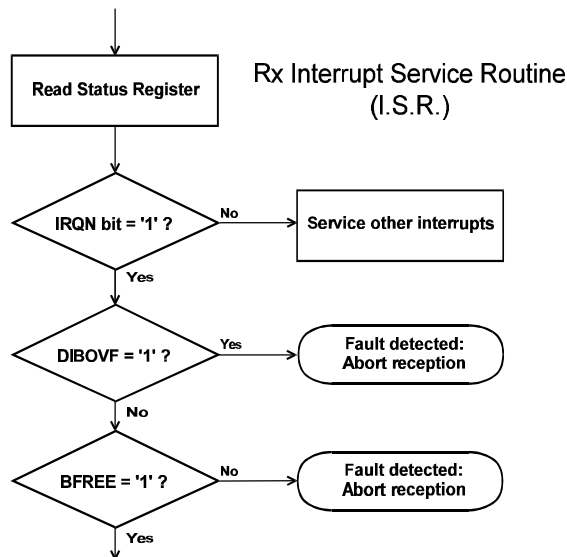 Rx Interrupt Service Routine
(I.S.R.)
Read Status Register
IRQN bit = '1' ?
No
Service other interrupts
Yes
DIBOVF = '1' ?
Yes
Fault detected:
Abort reception
No
BFREE = '1' ?
No
Fault detected:
Abort reception
Yes